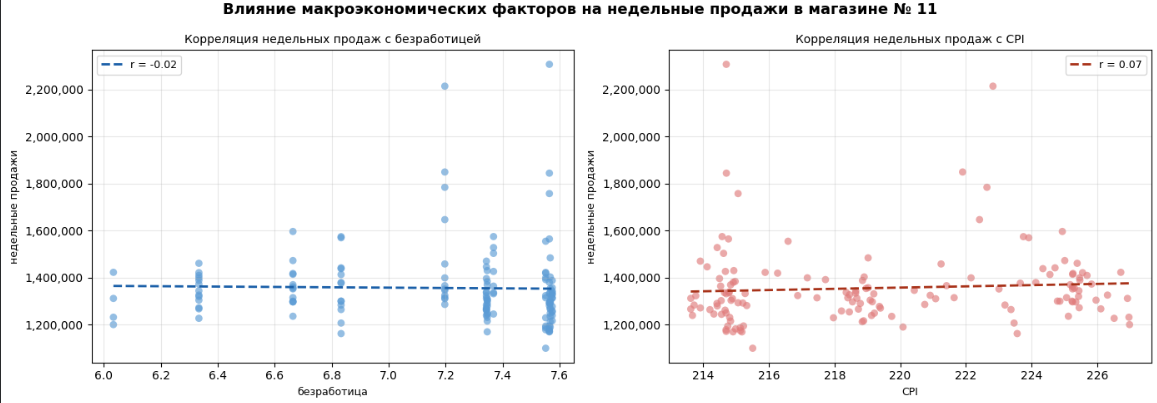 Влияние макроэкономических факторов на недельные продажи в магазине № 11
Корреляция недельных продаж с безработицей
r = -0.02
недельные продажи
2,200,000
2,000,000
1,800,000
1,600,000
1,400,000
1,200,000
6.0 6.2 6.4 6.6 6.8 7.0 7.2 7.4 7.6
безработица
Корреляция недельных продаж с CPI
r = 0.07
недельные продажи
2,200,000
2,000,000
1,800,000
1,600,000
1,400,000
1,200,000
214 216 218 220 222 224 226
CPI